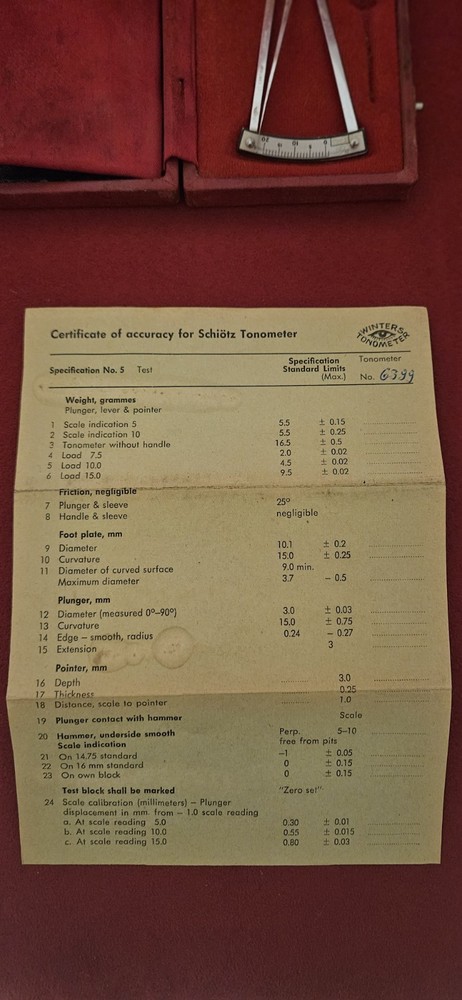 Certificate of accuracy for Schiötz Tonometer
WINTERS
TONOMETER
Specification No. 5 Test
Specification
Standard Limits
(Max.)
Tonometer
No. 6399
Weight, grammes
Plunger, lever & pointer
1 Scale indication 5 5.5 ± 0.15
2 Scale indication 10 5.5 ± 0.25
3 Tonometer without handle 16.5 ± 0.5
4 Load 7.5 2.0 ± 0.02
5 Load 10.0 4.5 ± 0.02
6 Load 15.0 9.5 ± 0.02
Friction, negligible
7 Plunger & sleeve 25°
8 Handle & sleeve negligible
Foot plate, mm
9 Diameter 10.1 ± 0.2
10 Curvature 15.0 ± 0.25
11 Diameter of curved surface 9.0 min.
Maximum diameter 3.7 – 0.5
Plunger, mm
12 Diameter (measured 0°–90°) 3.0 ± 0.03
13 Curvature 15.0 ± 0.75
14 Edge – smooth, radius 0.24 – 0.27
15 Extension 3
Pointer, mm
16 Depth 3.0
17 Thickness 0.25
18 Distance, scale to pointer 1.0
19 Plunger contact with hammer Scale
20 Hammer, underside smooth Perp. 5–10
Scale indication free from pits
21 On 14.75 standard –1 ± 0.05
22 On 16 mm standard 0 ± 0.15
23 On own block 0 ± 0.15
Test block shall be marked "Zero set"
24 Scale calibration (millimeters) – Plunger
displacement in mm. from – 1.0 scale reading
a. At scale reading 5.0 0.30 ± 0.01
b. At scale reading 10.0 0.55 ± 0.015
c. At scale reading 15.0 0.80 ± 0.03